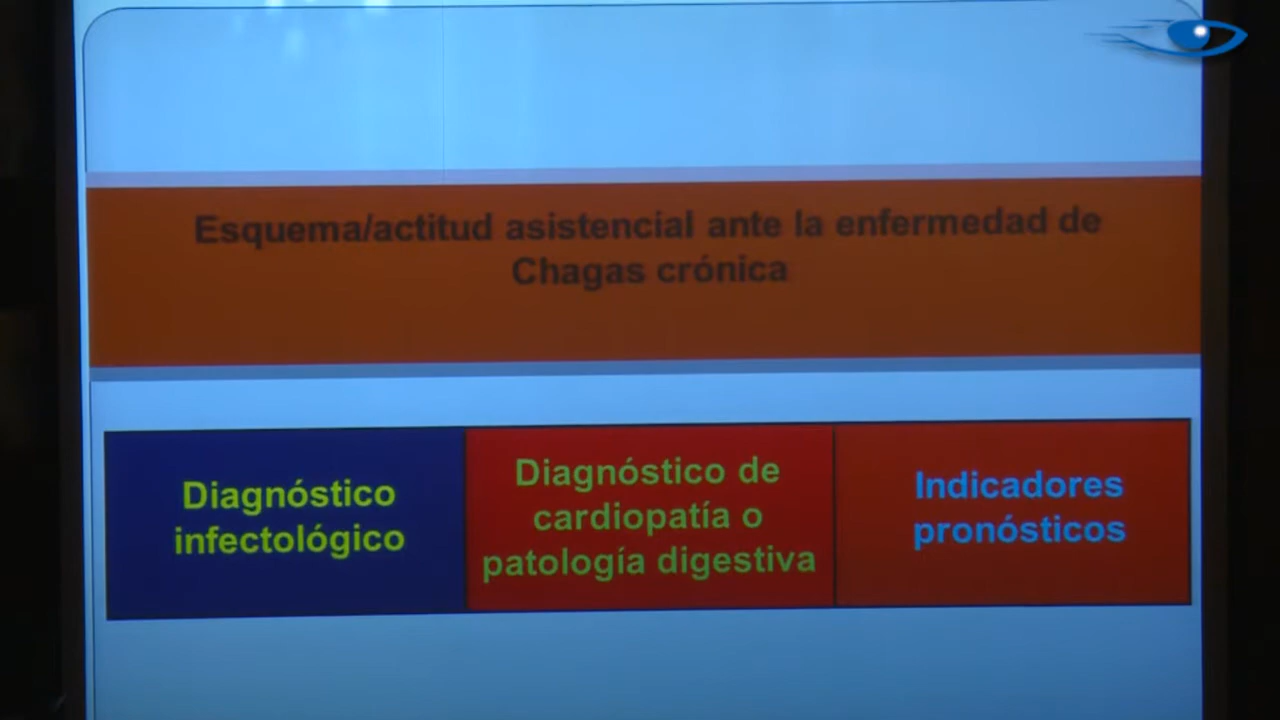 Esquema/actitud asistencial ante la enfermedad de
Chagas crónica
Diagnóstico
infectológico
Diagnóstico de
cardiopatía o
patología digestiva
Indicadores
pronósticos